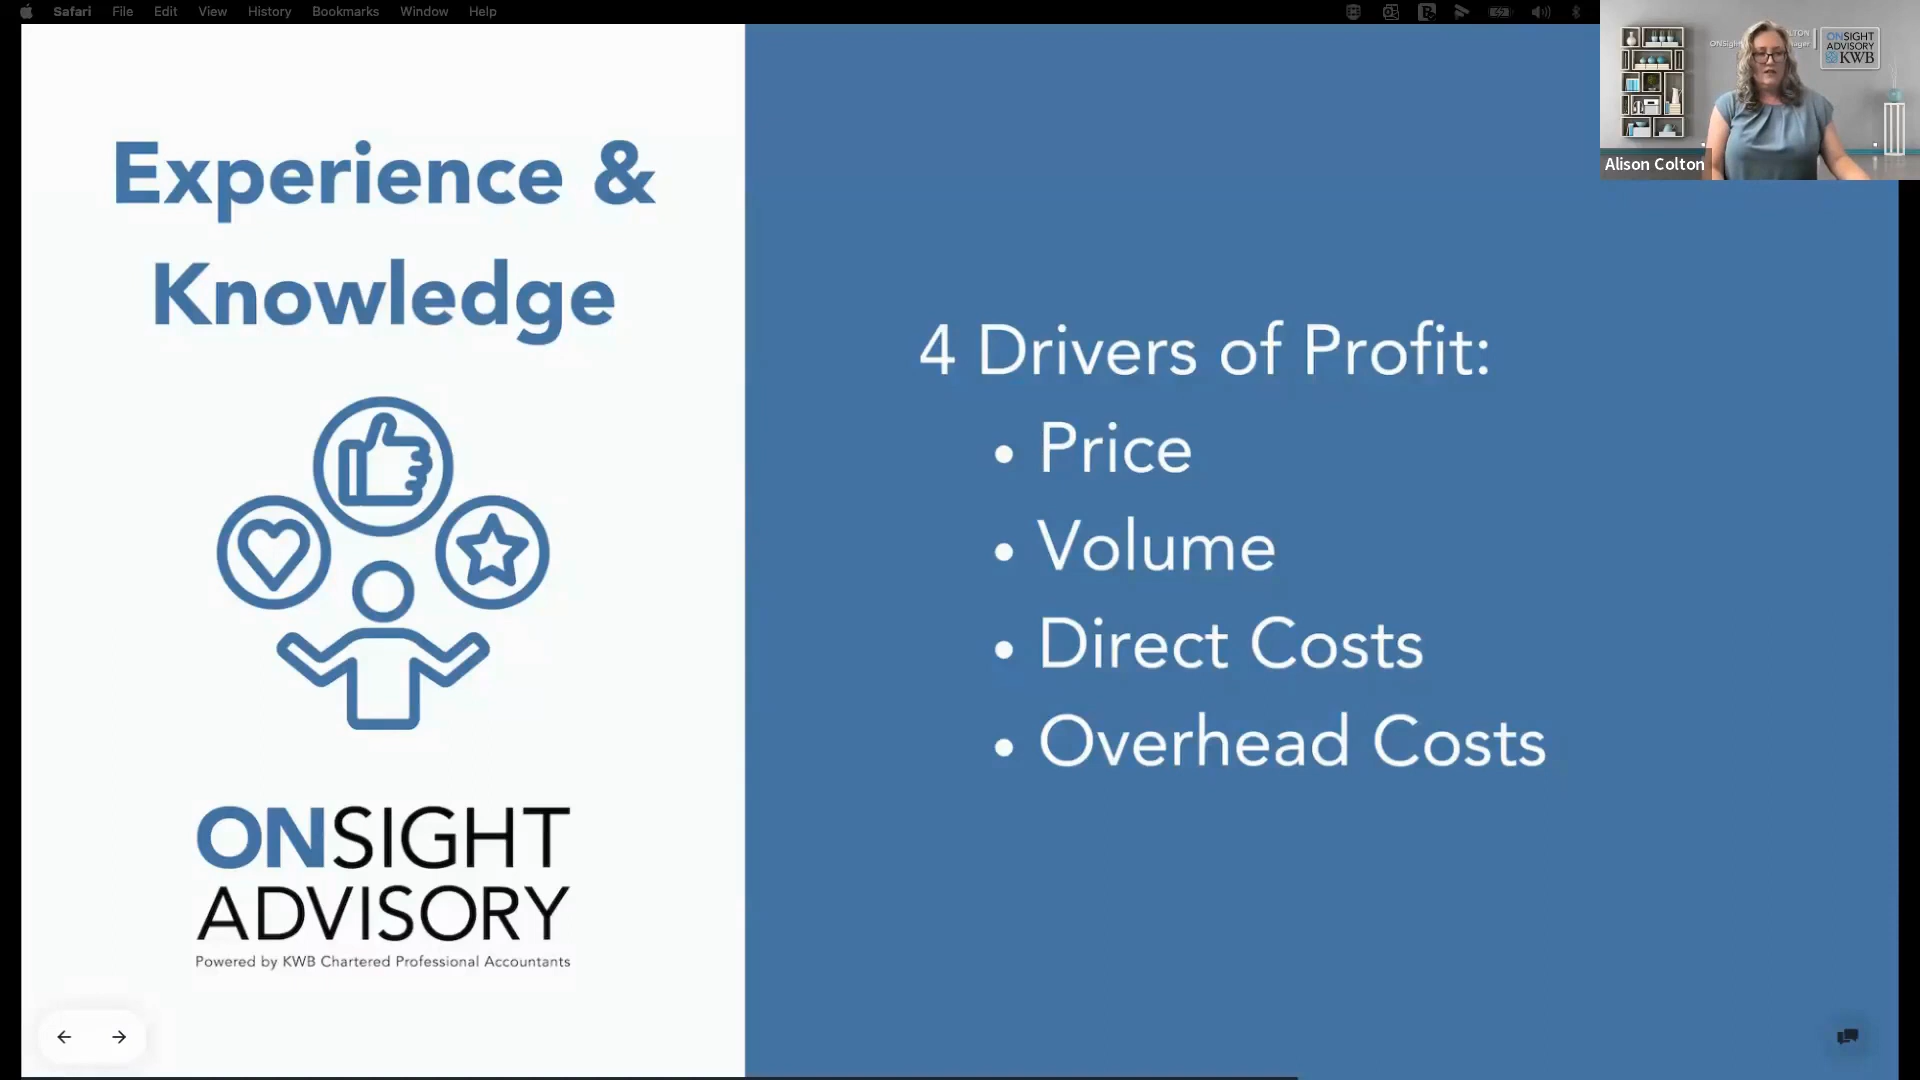 Safari File Edit View History Bookmarks Window Help
Experience &
Knowledge
ONSIGHT
ADVISORY
Powered by KWB Chartered Professional Accountants
4 Drivers of Profit:
• Price
• Volume
• Direct Costs
• Overhead Costs
ONSIGHT
ADVISORY
KWB
Alison Colton